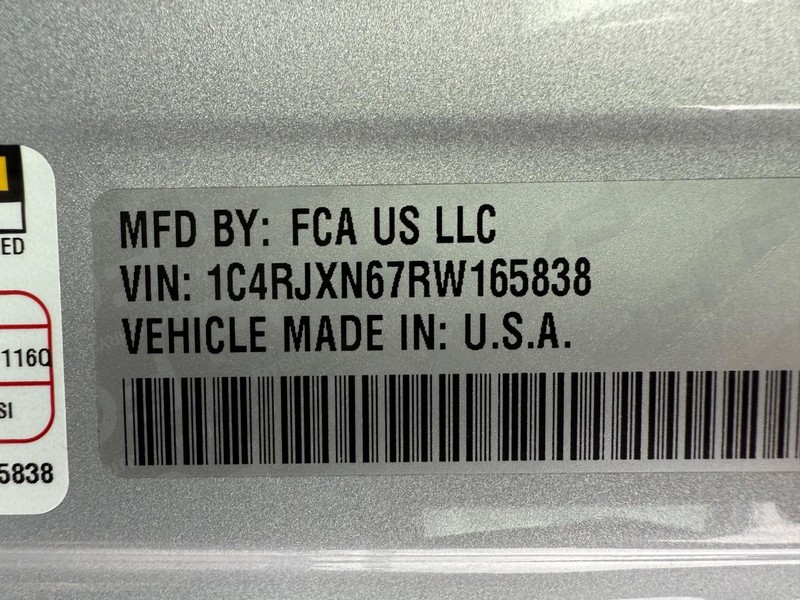 MFD BY: FCA US LLC
VIN: 1C4RJXN67RW165838
VEHICLE MADE IN: U.S.A.
ED
116Q
SI
5838